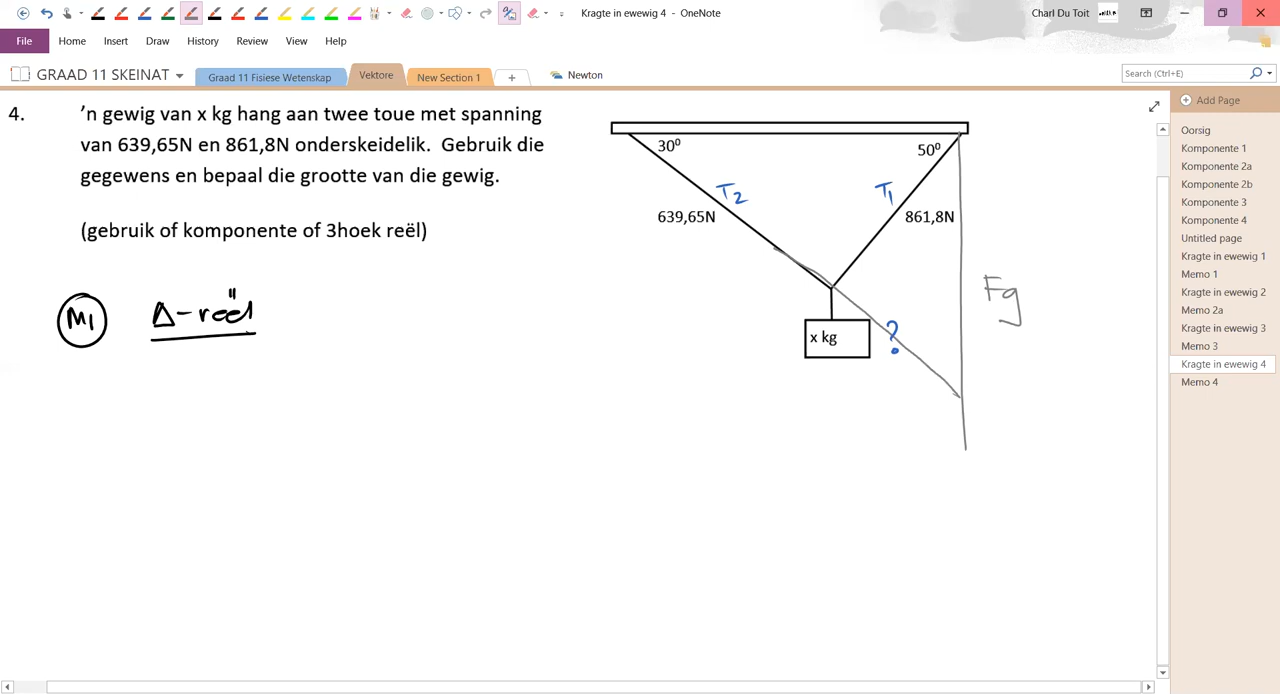 Kragte in ewewig 4 - OneNote
Charl Du Toit
File Home Insert Draw History Review View Help
GRAAD 11 SKEINAT
Graad 11 Fisiese Wetenskap
Vektore
New Section 1
+
Newton
Search (Ctrl+E)
Add Page
4. 'n gewig van x kg hang aan twee toue met spanning
van 639,65N en 861,8N onderskeidelik. Gebruik die
gegewens en bepaal die grootte van die gewig.
(gebruik of komponente of 3hoek reël)
M1 Δ-reël
30⁰
50⁰
T2
T1
639,65N
861,8N
Fg
x kg
?
Oorsig
Komponente 1
Komponente 2a
Komponente 2b
Komponente 3
Komponente 4
Untitled page
Kragte in ewewig 1
Memo 1
Kragte in ewewig 2
Memo 2a
Kragte in ewewig 3
Memo 3
Kragte in ewewig 4
Memo 4